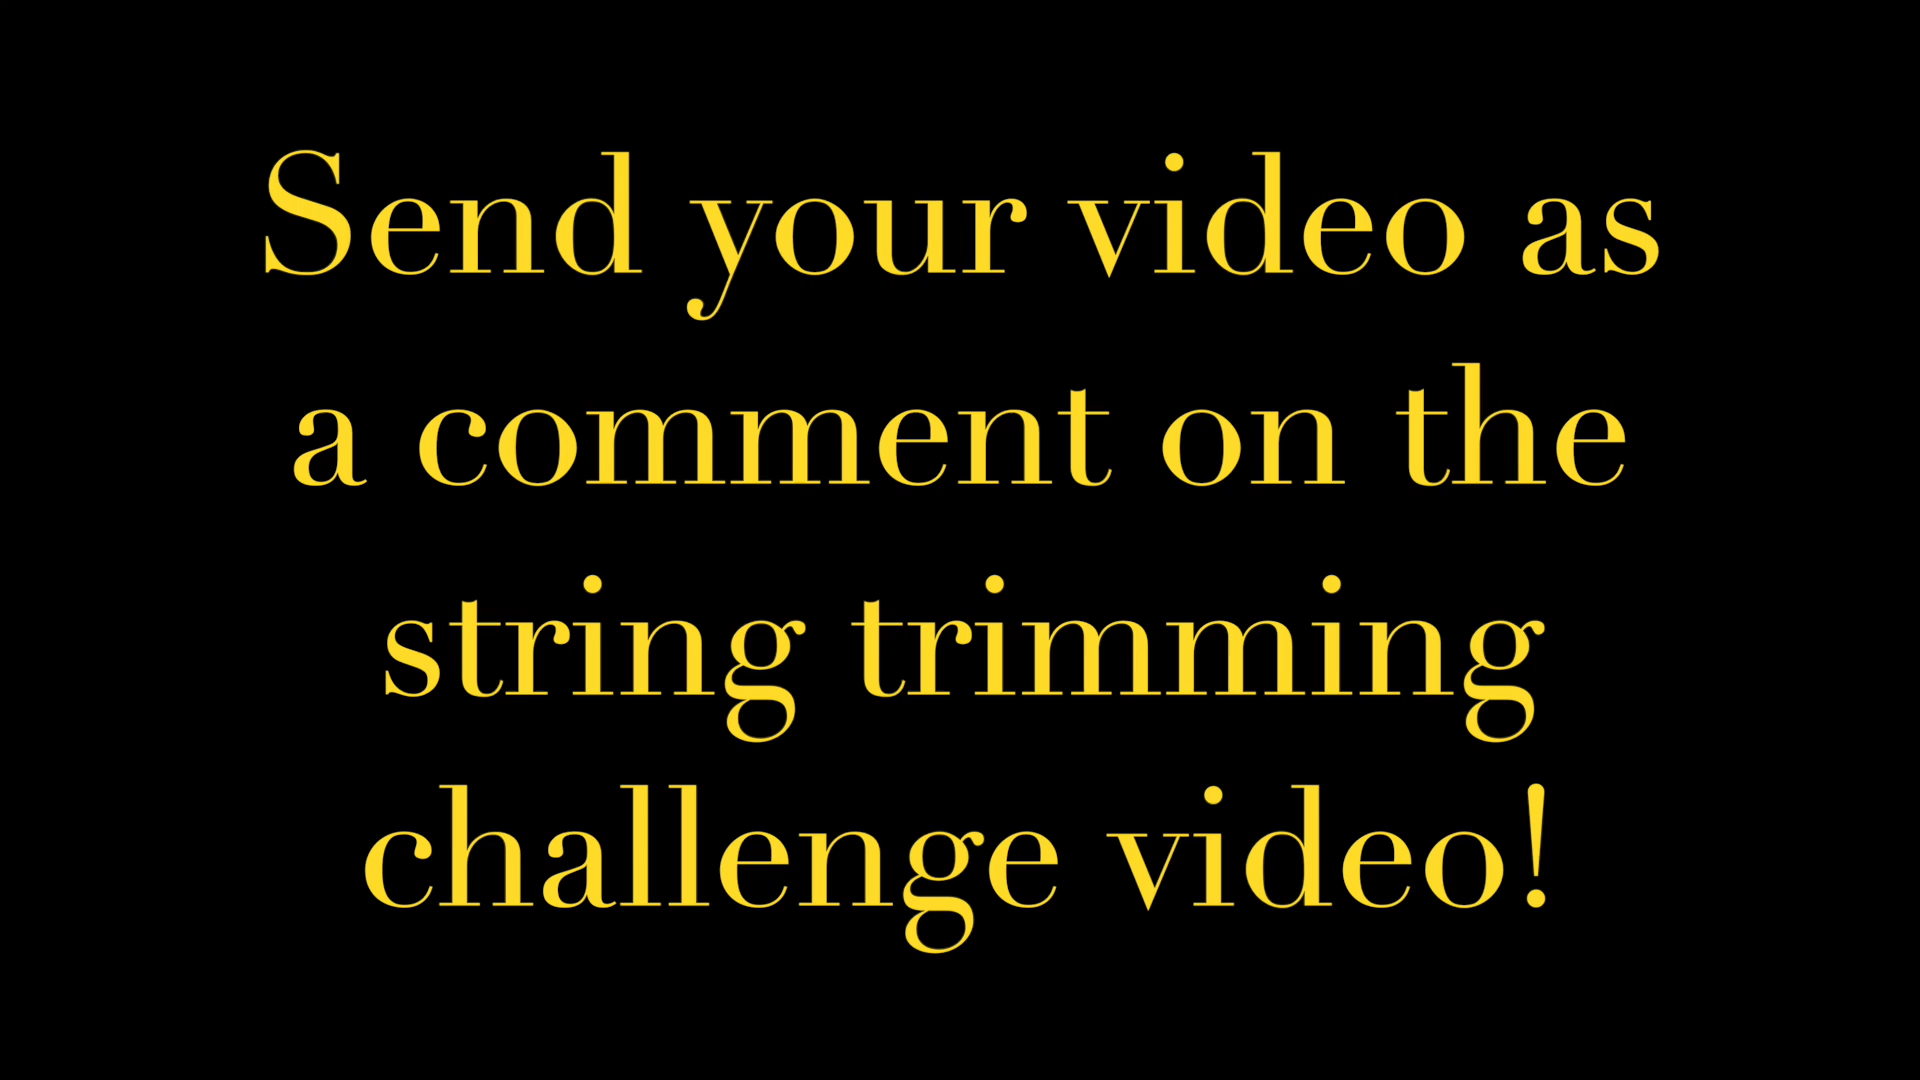 Send your video as
a comment on the
string trimming
challenge video!